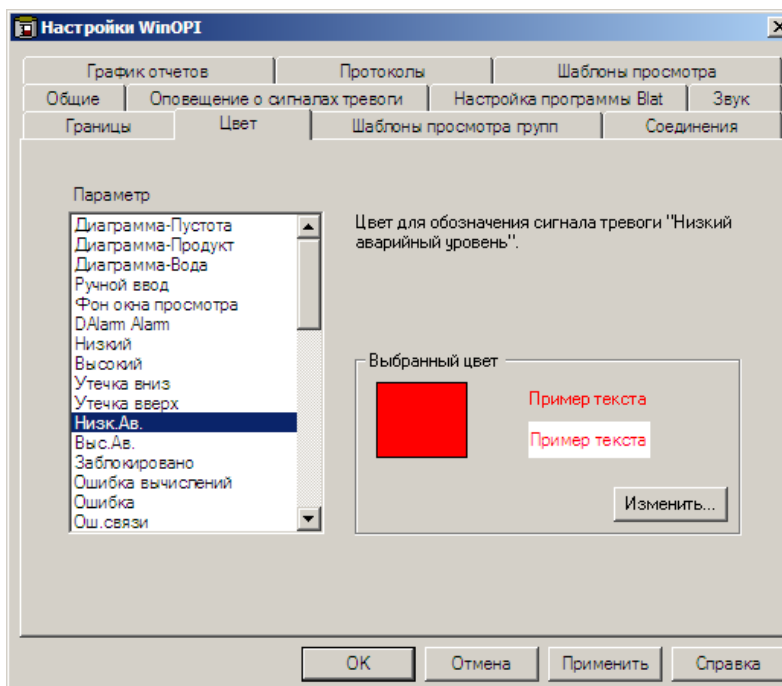 Настройки WinOPI
График отчетов
Протоколы
Шаблоны просмотра
Общие
Оповещение о сигналах тревоги
Настройка программы Blat
Звук
Границы
Цвет
Шаблоны просмотра групп
Соединения
Параметр
Диаграмма-Пустота
Диаграмма-Продукт
Диаграмма-Вода
Ручной ввод
Фон окна просмотра
DAlarm Alarm
Низкий
Высокий
Утечка вниз
Утечка вверх
Низк.Ав.
Выс.Ав.
Заблокировано
Ошибка вычислений
Ошибка
Ош.связи
Цвет для обозначения сигнала тревоги "Низкий
аварийный уровень".
Выбранный цвет
Пример текста
Пример текста
Изменить...
OK
Отмена
Применить
Справка